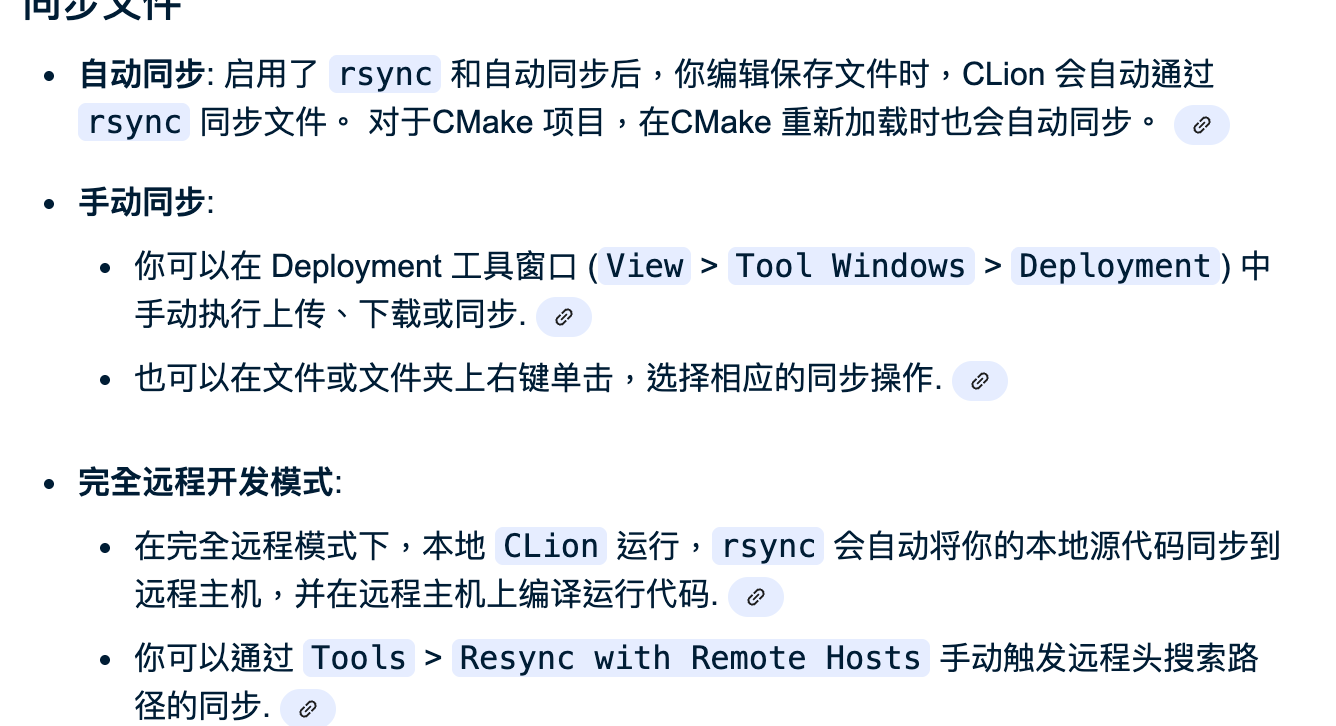 同步文件
自动同步: 启用了 rsync 和自动同步后，你编辑保存文件时，CLion 会自动通过
rsync 同步文件。 对于CMake 项目，在CMake 重新加载时也会自动同步。
手动同步:
你可以在 Deployment 工具窗口 (View > Tool Windows > Deployment) 中
手动执行上传、下载或同步.
也可以在文件或文件夹上右键单击，选择相应的同步操作.
完全远程开发模式:
在完全远程模式下，本地 CLion 运行，rsync 会自动将你的本地源代码同步到
远程主机，并在远程主机上编译运行代码.
你可以通过 Tools > Resync with Remote Hosts 手动触发远程头搜索路
径的同步.